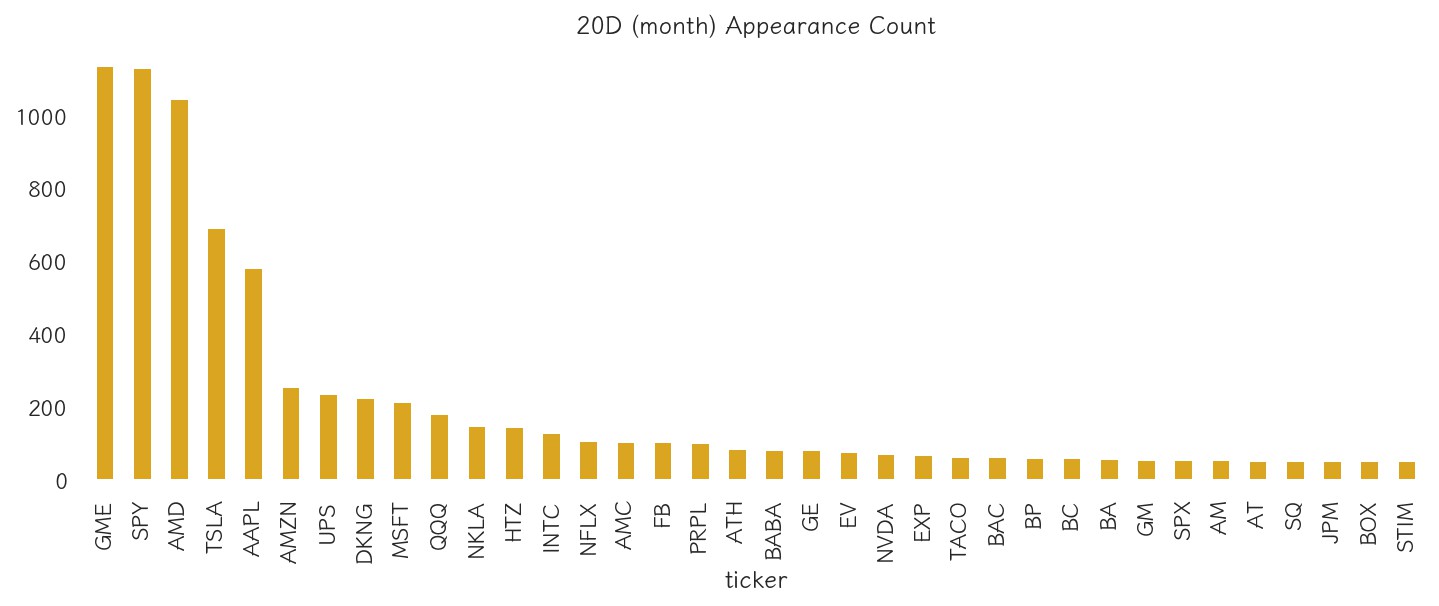 20D (month) Appearance Count
1000
800
600
400
200
0
GME
SPY
AMD
TSLA
AAPL
AMZN
UPS
DKNG
MSFT
QQQ
NKLA
HTZ
INTC
NFLX
AMC
FB
PRPL
ATH
BABA
GE
EV
NVDA
EXP
TACO
BAC
BP
BC
BA
GM
SPX
AM
AT
SQ
JPM
BOX
STIM
ticker